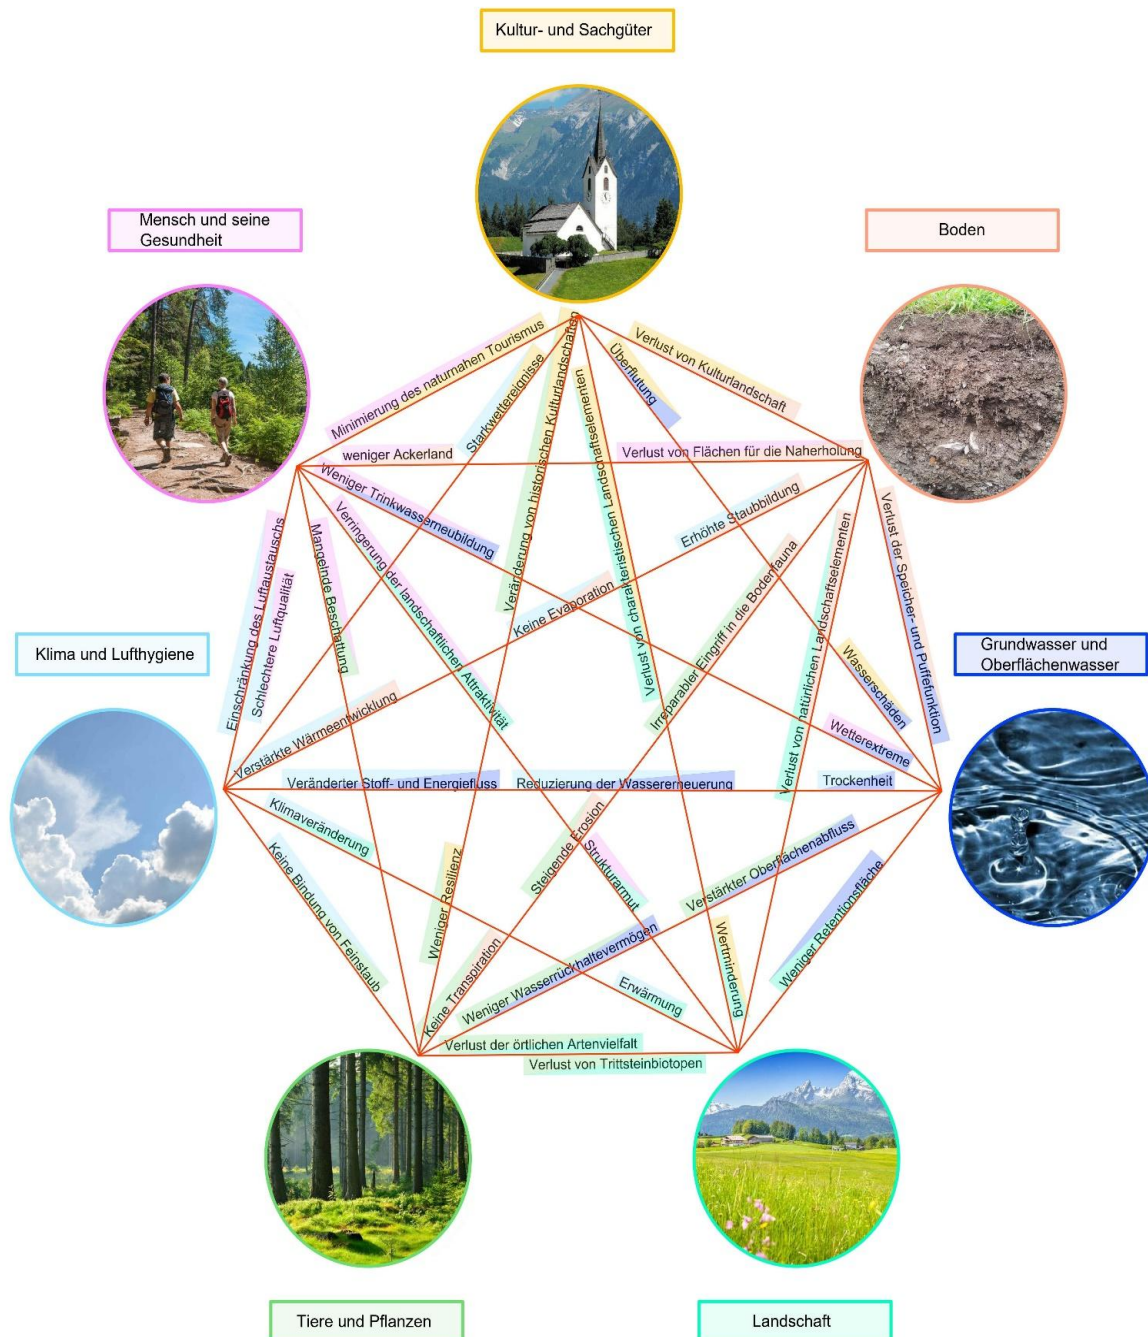 Kultur- und Sachgüter
Mensch und seine
Gesundheit
Boden
Minimierung des naturnahen Tourismus
Starkwettereignisse
Veränderung von historischen Kulturlandschaften
Verlust von charakteristischen Landschaftselementen
Überflutung
Verlust von Kulturlandschaft
weniger Ackerland
Verlust von Flächen für die Naherholung
Weniger Trinkwasserneubildung
Verringerung der landschaftlichen Attraktivität
Mangelnde Beschattung
Einschränkung des Luftaustauschs
Schlechtere Luftqualität
Erhöhte Staubbildung
Keine Evaporation
Irreparabler Eingriff in die Bodenfauna
Verlust von natürlichen Landschaftselementen
Verlust der Speicher- und Puffefunktion
Klima und Lufthygiene
Grundwasser und
Oberflächenwasser
Wasserschäden
Wetterextreme
Verstärkte Wärmeentwicklung
Veränderter Stoff- und Energiefluss
Reduzierung der Wassererneuerung
Trockenheit
Klimaveränderung
Keine Bindung von Feinstaub
Weniger Resilienz
Steigende Erosion
Strukturarmut
Verstärkter Oberflächenabfluss
Weniger Retentionsfläche
Keine Transpiration
Weniger Wasserrückhaltevermögen
Erwärmung
Wertminderung
Verlust der örtlichen Artenvielfalt
Verlust von Trittsteinbiotopen
Tiere und Pflanzen
Landschaft